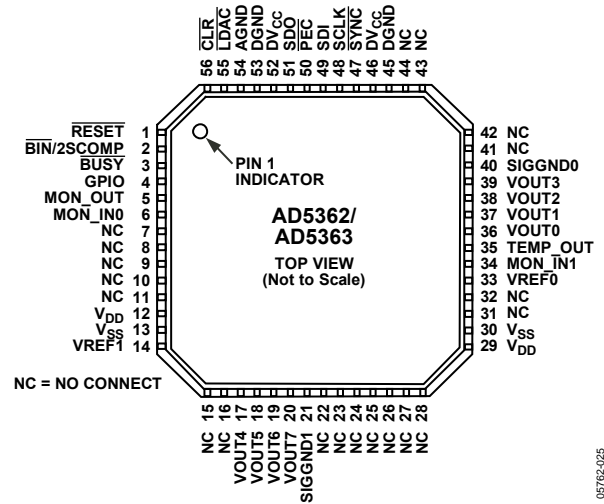 56 CLR
55 LDAC
54 AGND
53 DGND
52 DVCC
51 SDO
50 PEC
49 SDI
48 SCLK
47 SYNC
46 DVCC
45 DGND
44 NC
43 NC
RESET 1
BIN/2SCOMP 2
BUSY 3
GPIO 4
MON_OUT 5
MON_IN0 6
NC 7
NC 8
NC 9
NC 10
NC 11
VDD 12
VSS 13
VREF1 14
PIN 1
INDICATOR
AD5362/
AD5363
TOP VIEW
(Not to Scale)
42 NC
41 NC
40 SIGGND0
39 VOUT3
38 VOUT2
37 VOUT1
36 VOUT0
35 TEMP_OUT
34 MON_IN1
33 VREF0
32 NC
31 NC
30 VSS
29 VDD
NC = NO CONNECT
NC 15
NC 16
VOUT4 17
VOUT5 18
VOUT6 19
VOUT7 20
SIGGND1 21
NC 22
NC 23
NC 24
NC 25
NC 26
NC 27
NC 28
05762-025